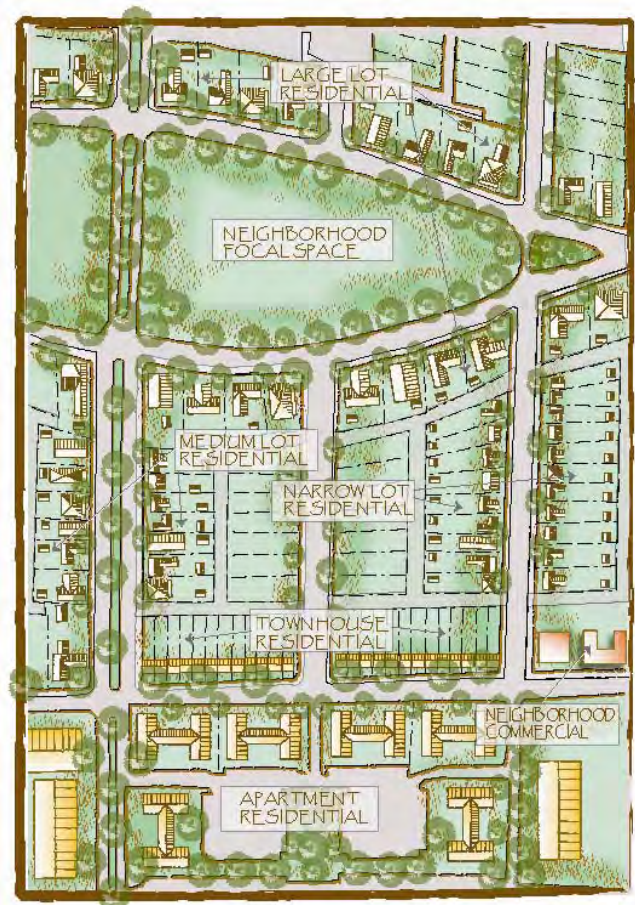 LARGE LOT
RESIDENTIAL
NEIGHBORHOOD
FOCAL SPACE
MEDIUM LOT
RESIDENTIAL
NARROW LOT
RESIDENTIAL
TOWNHOUSE
RESIDENTIAL
NEIGHBORHOOD
COMMERCIAL
APARTMENT
RESIDENTIAL